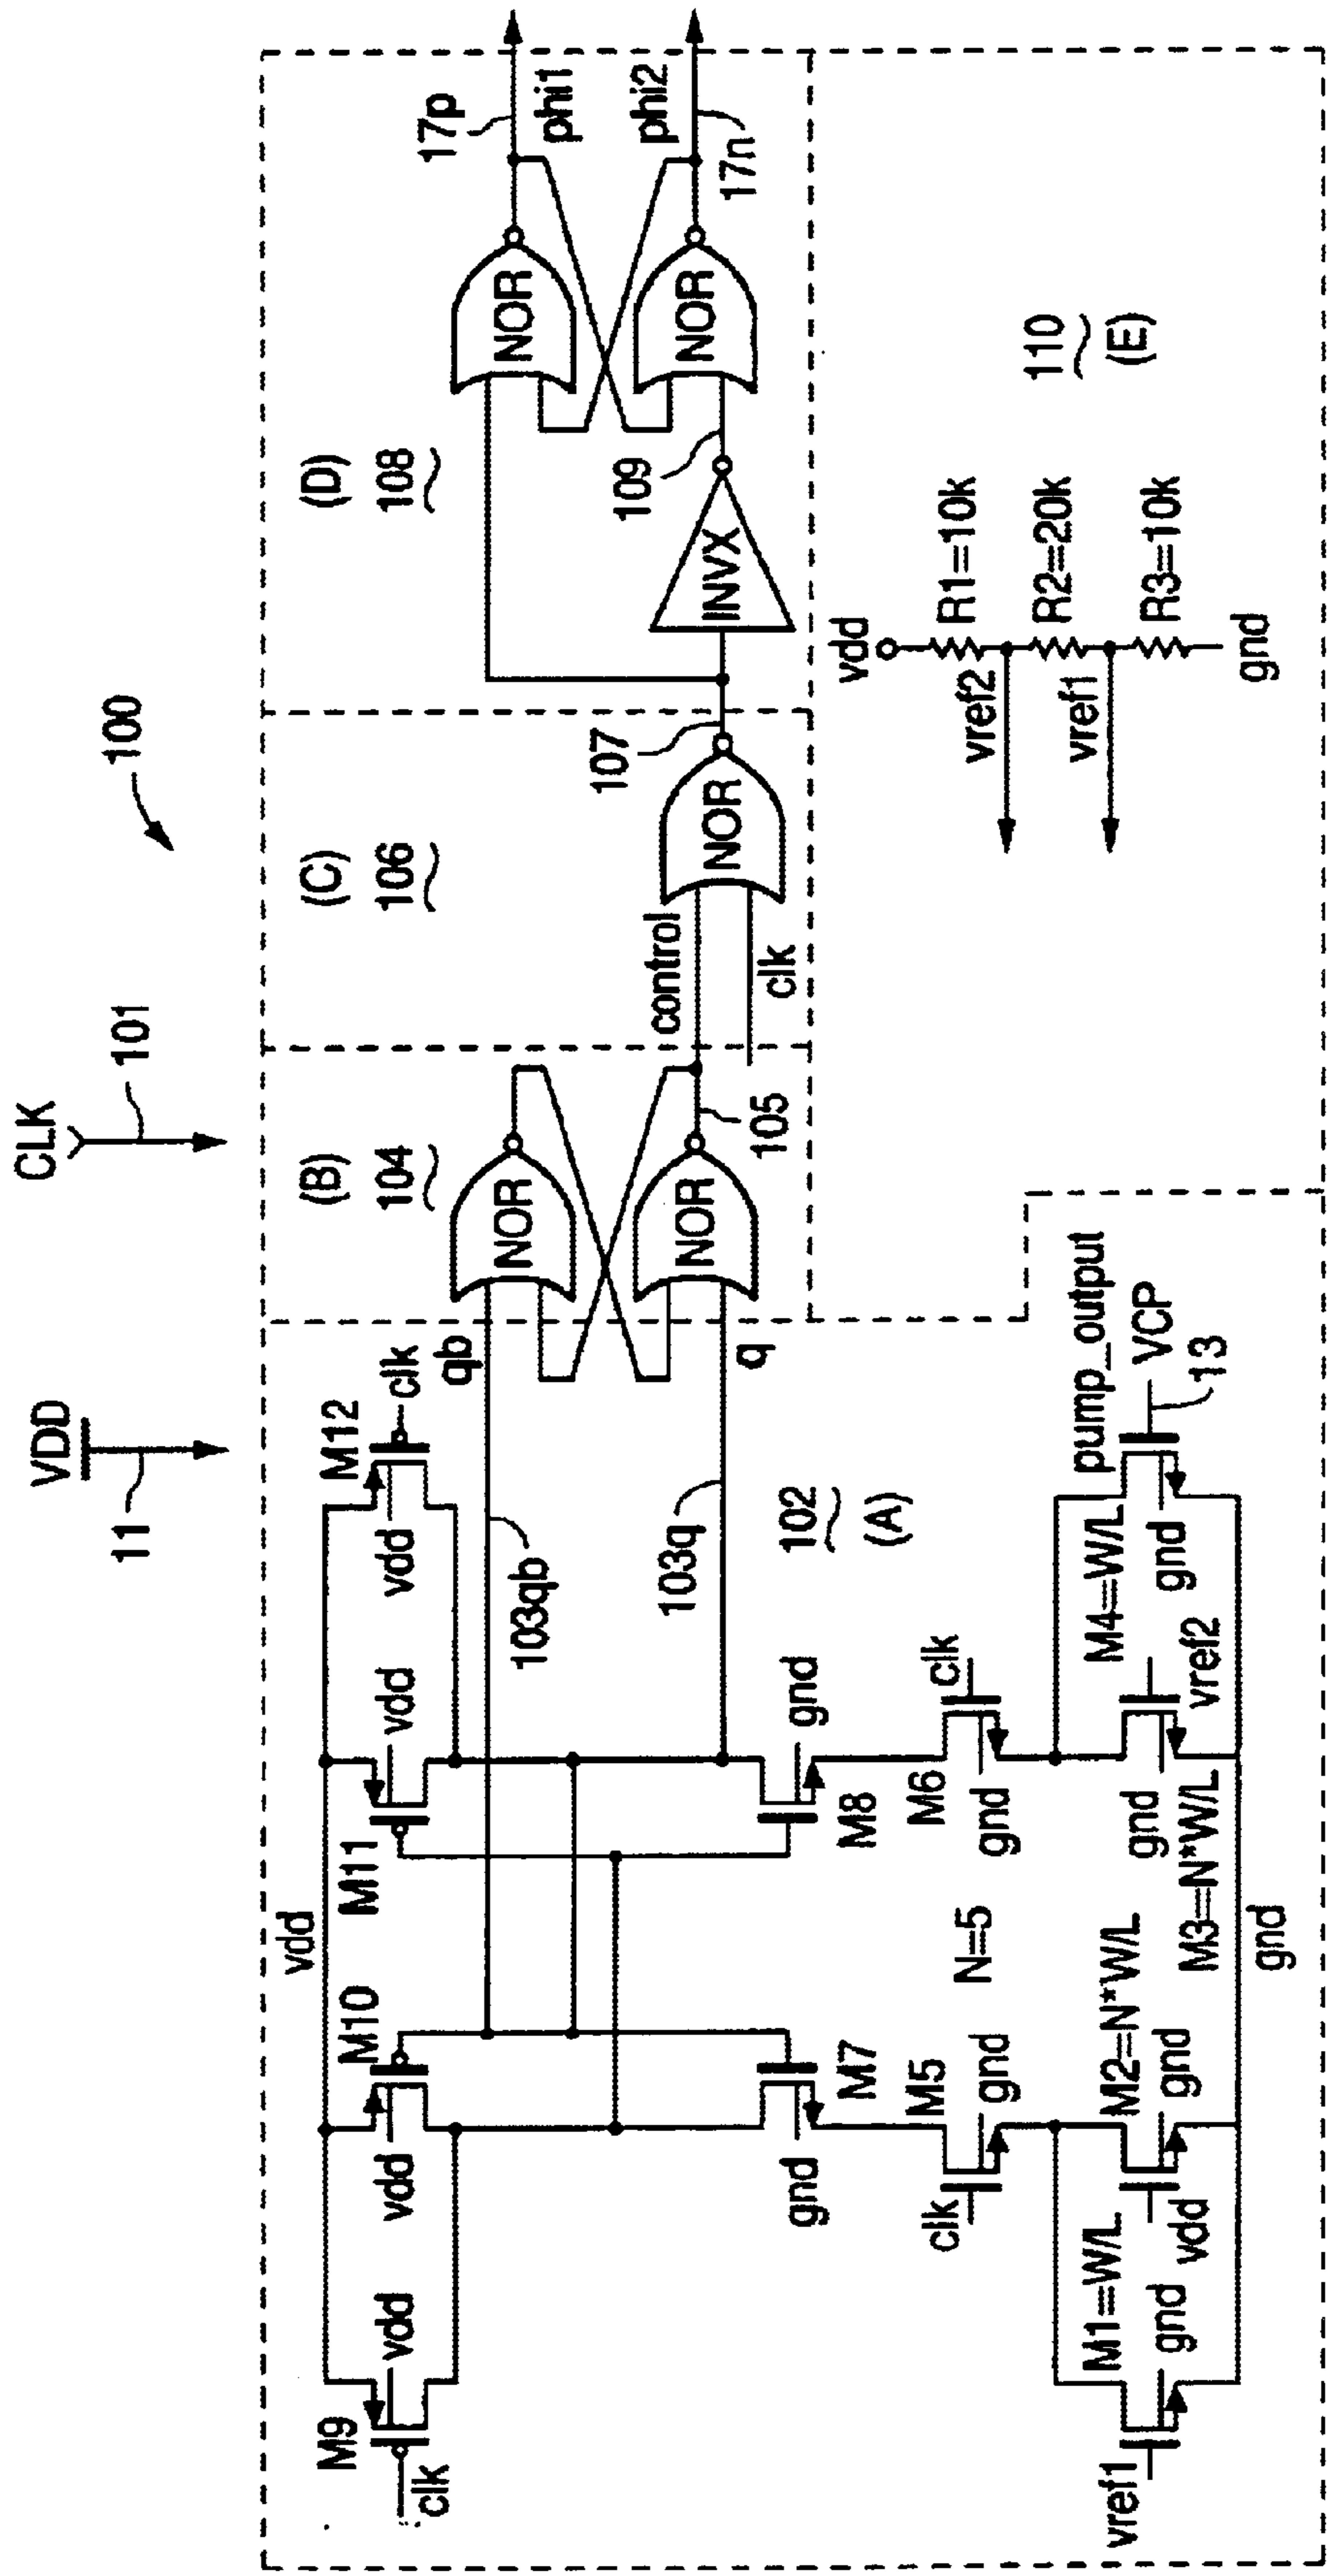 100
VDD
11
CLK
101
(B)
104
(C)
106
(D)
108
vdd
M9
clk
vdd
M10
vdd
M11
vdd
M12
vdd
clk
qb
103qb
103q
q
102
(A)
NOR
NOR
105
control
clk
NOR
107
INVX
109
NOR
NOR
17p
phi1
phi2
17n
M7
gnd
M8
gnd
M5
clk
gnd
M6
clk
gnd
N=5
M1=W/L
vref1
gnd
M2=N*W/L
vdd
gnd
M3=N*W/L
gnd
vref2
M4=W/L
gnd
pump_output
VCP
13
gnd
vdd
R1=10k
vref2
R2=20k
vref1
R3=10k
gnd
110
(E)